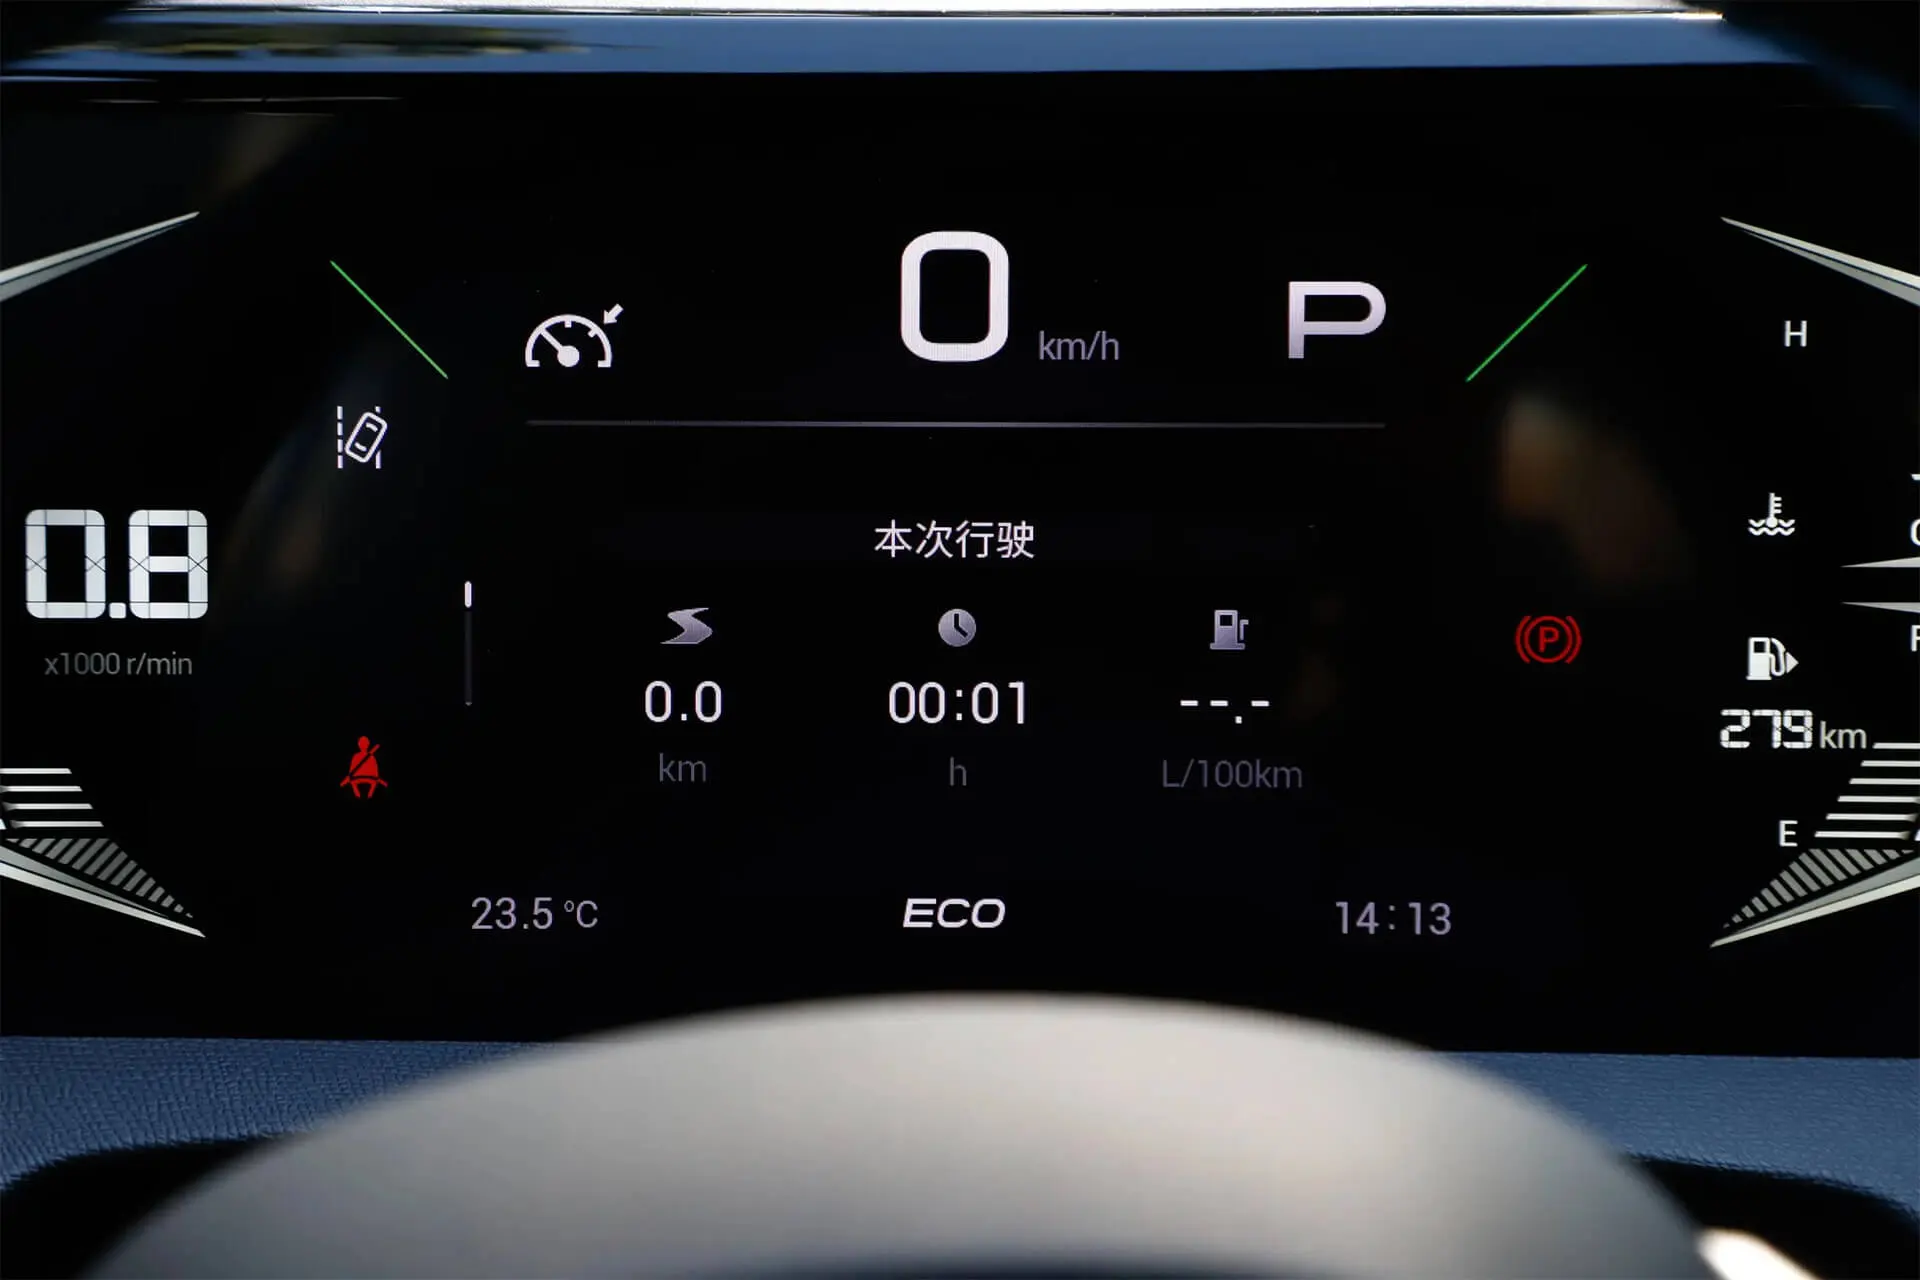 0 km/h P
H
0.8
x1000 r/min
本次行驶
P
0.0 00:01 --.-
km h L/100km
279 km
E
23.5 °C ECO 14:13